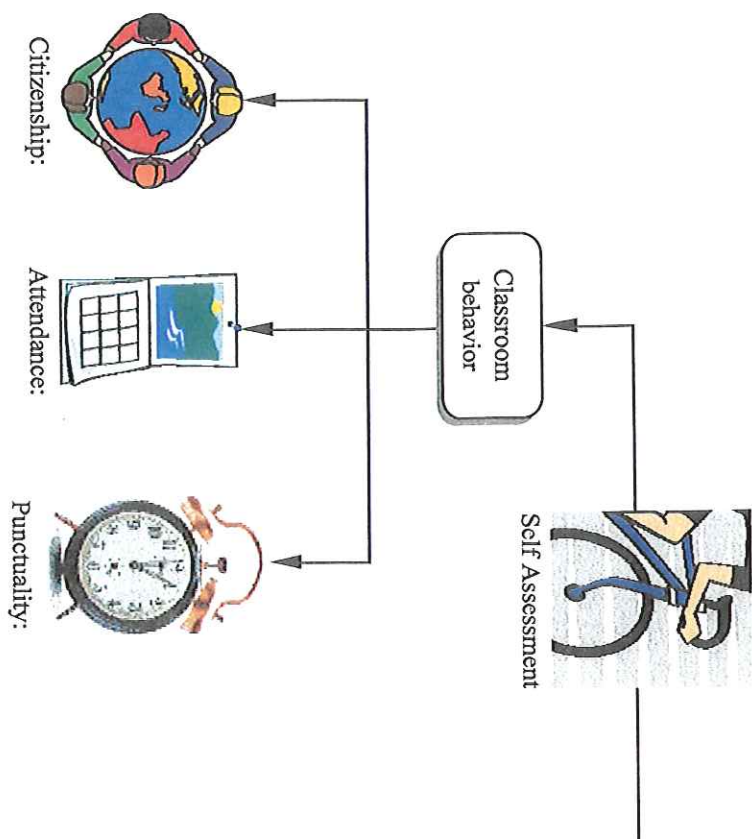 Self Assessment
Classroom
behavior
Citizenship:
Attendance:
Punctuality: